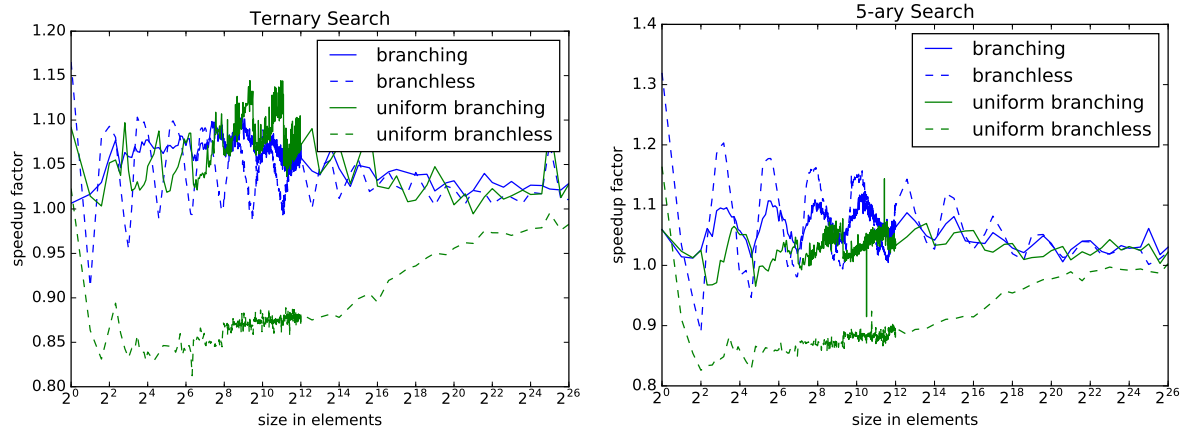 Ternary Search
1.20
1.15
1.10
1.05
1.00
0.95
0.90
0.85
0.80
speedup factor
branching
branchless
uniform branching
uniform branchless
2^0 2^2 2^4 2^6 2^8 2^10 2^12 2^14 2^16 2^18 2^20 2^22 2^24 2^26
size in elements
5-ary Search
1.4
1.3
1.2
1.1
1.0
0.9
0.8
speedup factor
branching
branchless
uniform branching
uniform branchless
2^0 2^2 2^4 2^6 2^8 2^10 2^12 2^14 2^16 2^18 2^20 2^22 2^24 2^26
size in elements